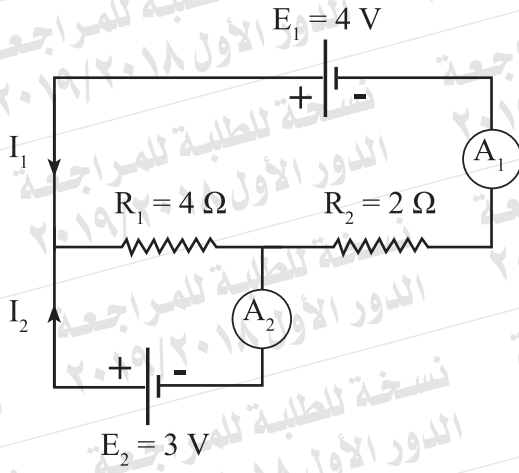 E₁ = 4 V
+ -
I₁
A₁
R₁ = 4 Ω
R₂ = 2 Ω
I₂
A₂
+ -
E₂ = 3 V
نسخة للطلبة للمراجعة
الدور الأول ٢٠١٩/٢٠١٨